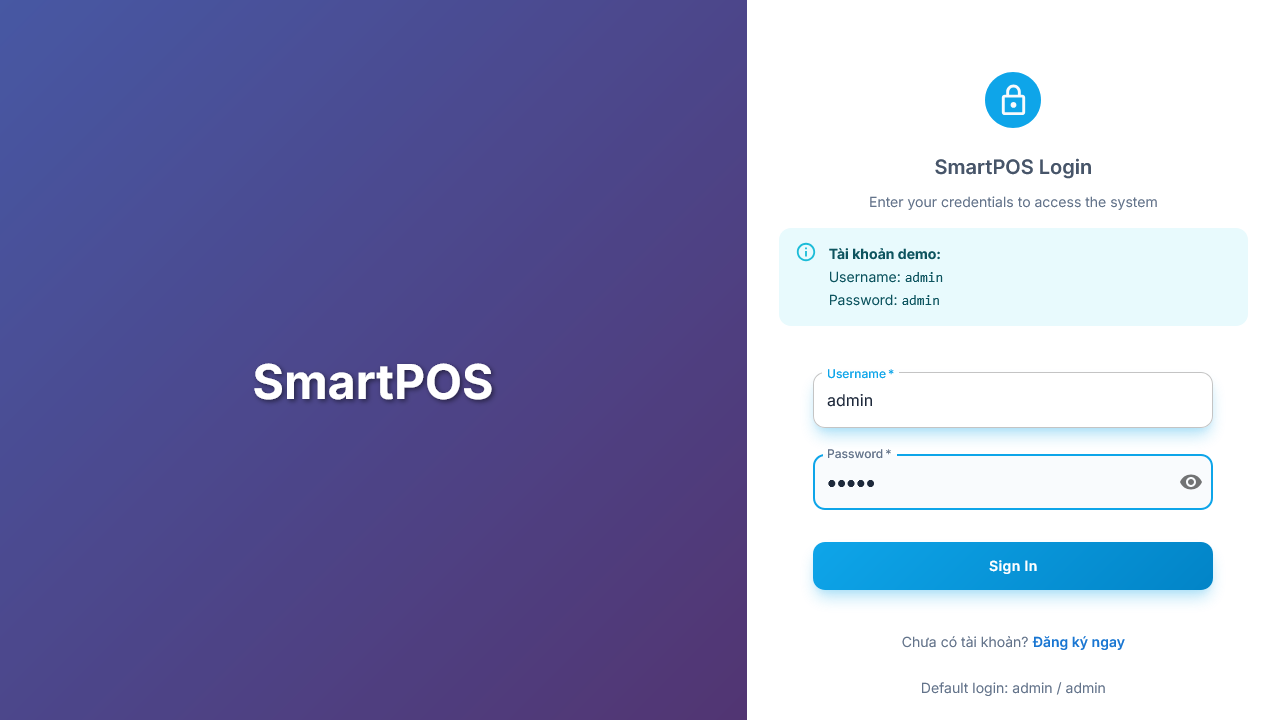 SmartPOS
SmartPOS Login
Enter your credentials to access the system
Tài khoản demo:
Username: admin
Password: admin
Username *
admin
Password *
●●●●●
Sign In
Chưa có tài khoản? Đăng ký ngay
Default login: admin / admin